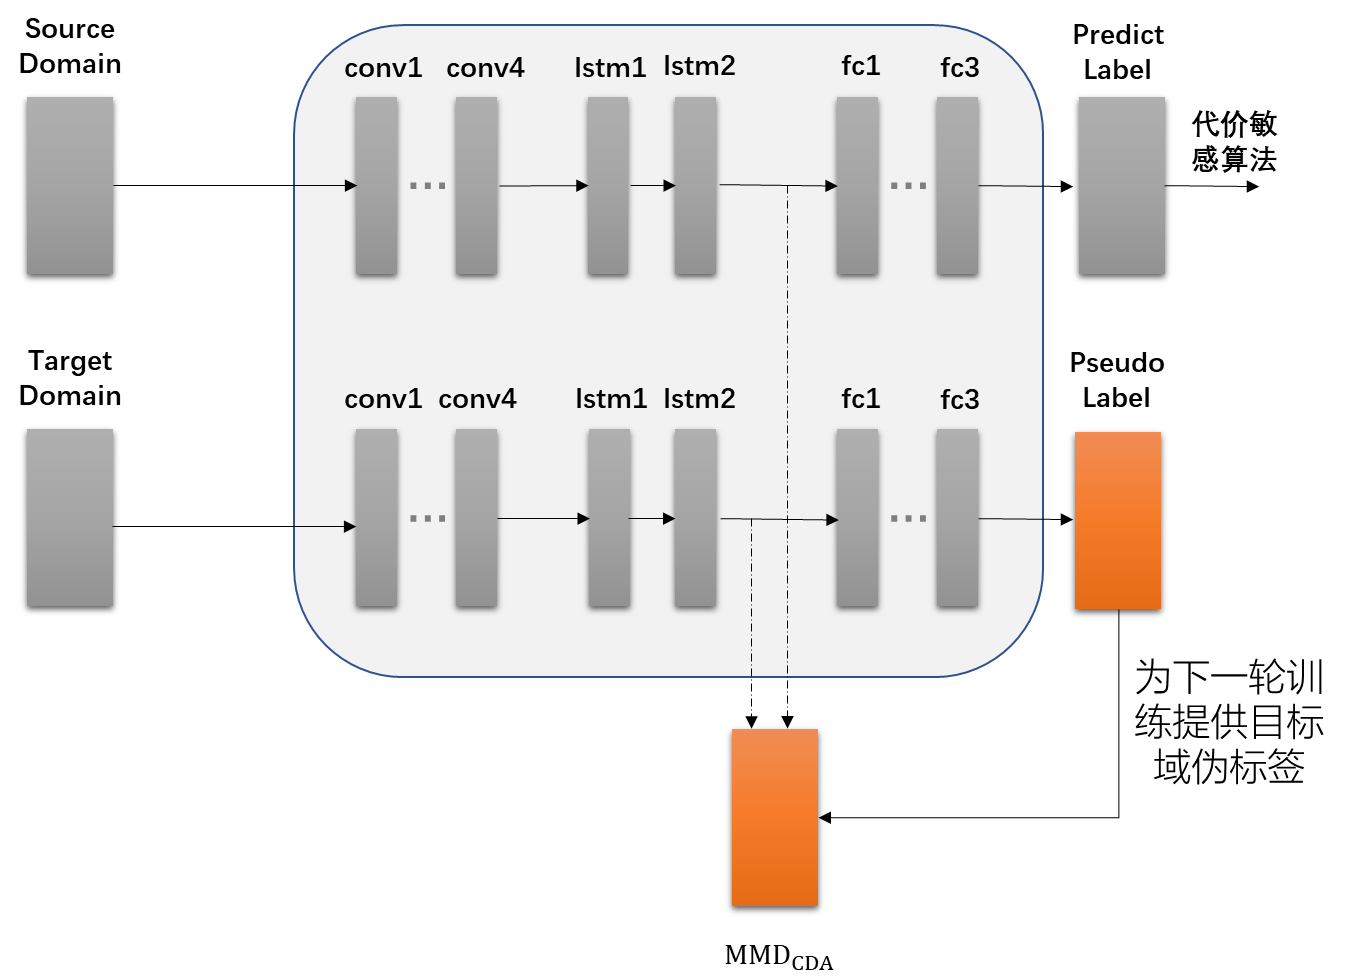 Source
Domain
conv1
conv4
lstm1
lstm2
fc1
fc3
Predict
Label
代价敏
感算法
...
...
Target
Domain
conv1
conv4
lstm1
lstm2
fc1
fc3
Pseudo
Label
...
...
为下一轮训
练提供目标
域伪标签
MMD_CDA